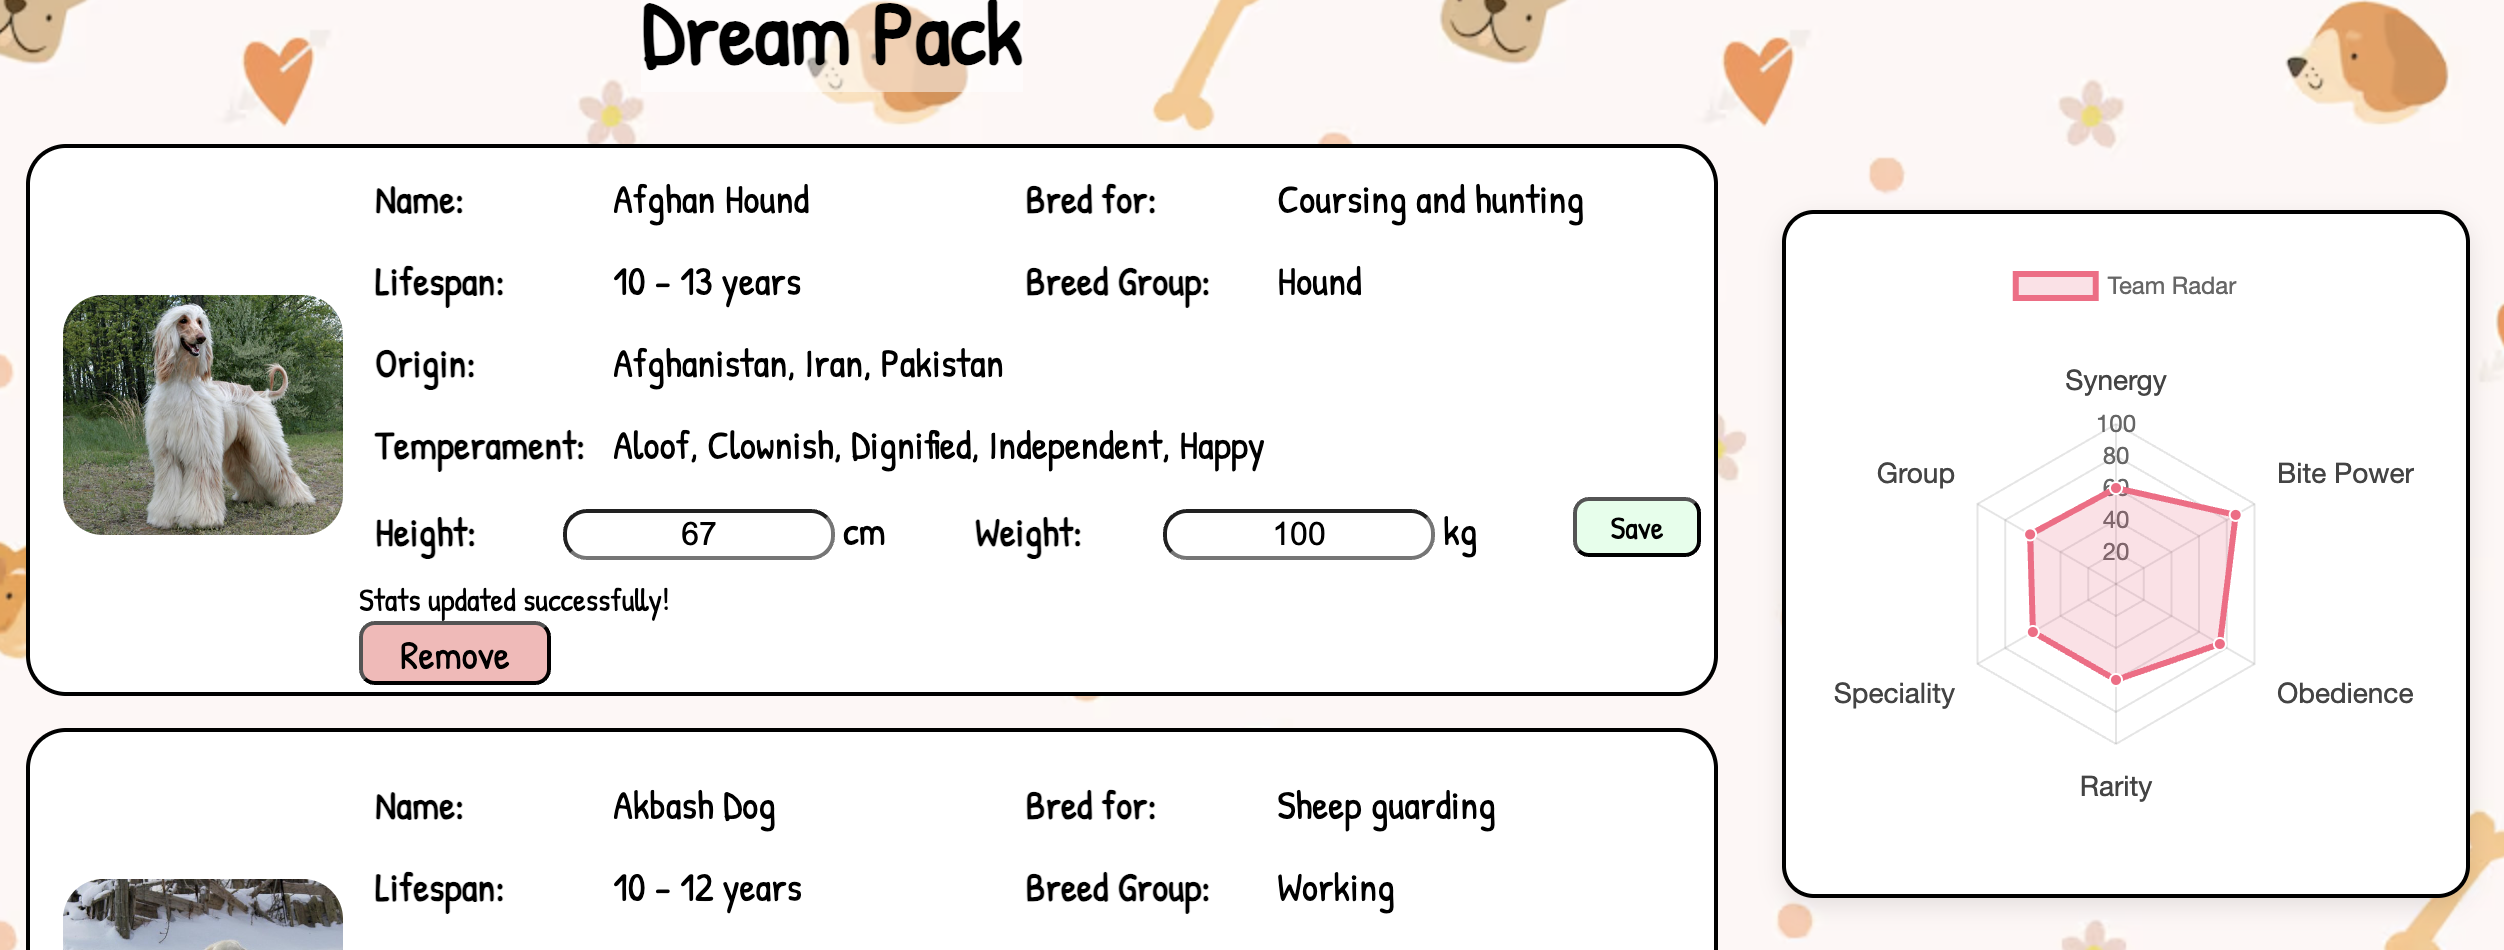 Dream Pack
Name: Afghan Hound Bred for: Coursing and hunting
Lifespan: 10 - 13 years Breed Group: Hound
Origin: Afghanistan, Iran, Pakistan
Temperament: Aloof, Clownish, Dignified, Independent, Happy
Height: 67 cm Weight: 100 kg Save
Stats updated successfully!
Remove
Name: Akbash Dog Bred for: Sheep guarding
Lifespan: 10 - 12 years Breed Group: Working
Team Radar
Synergy
100
80
60
40
20
Group
Bite Power
Speciality
Obedience
Rarity